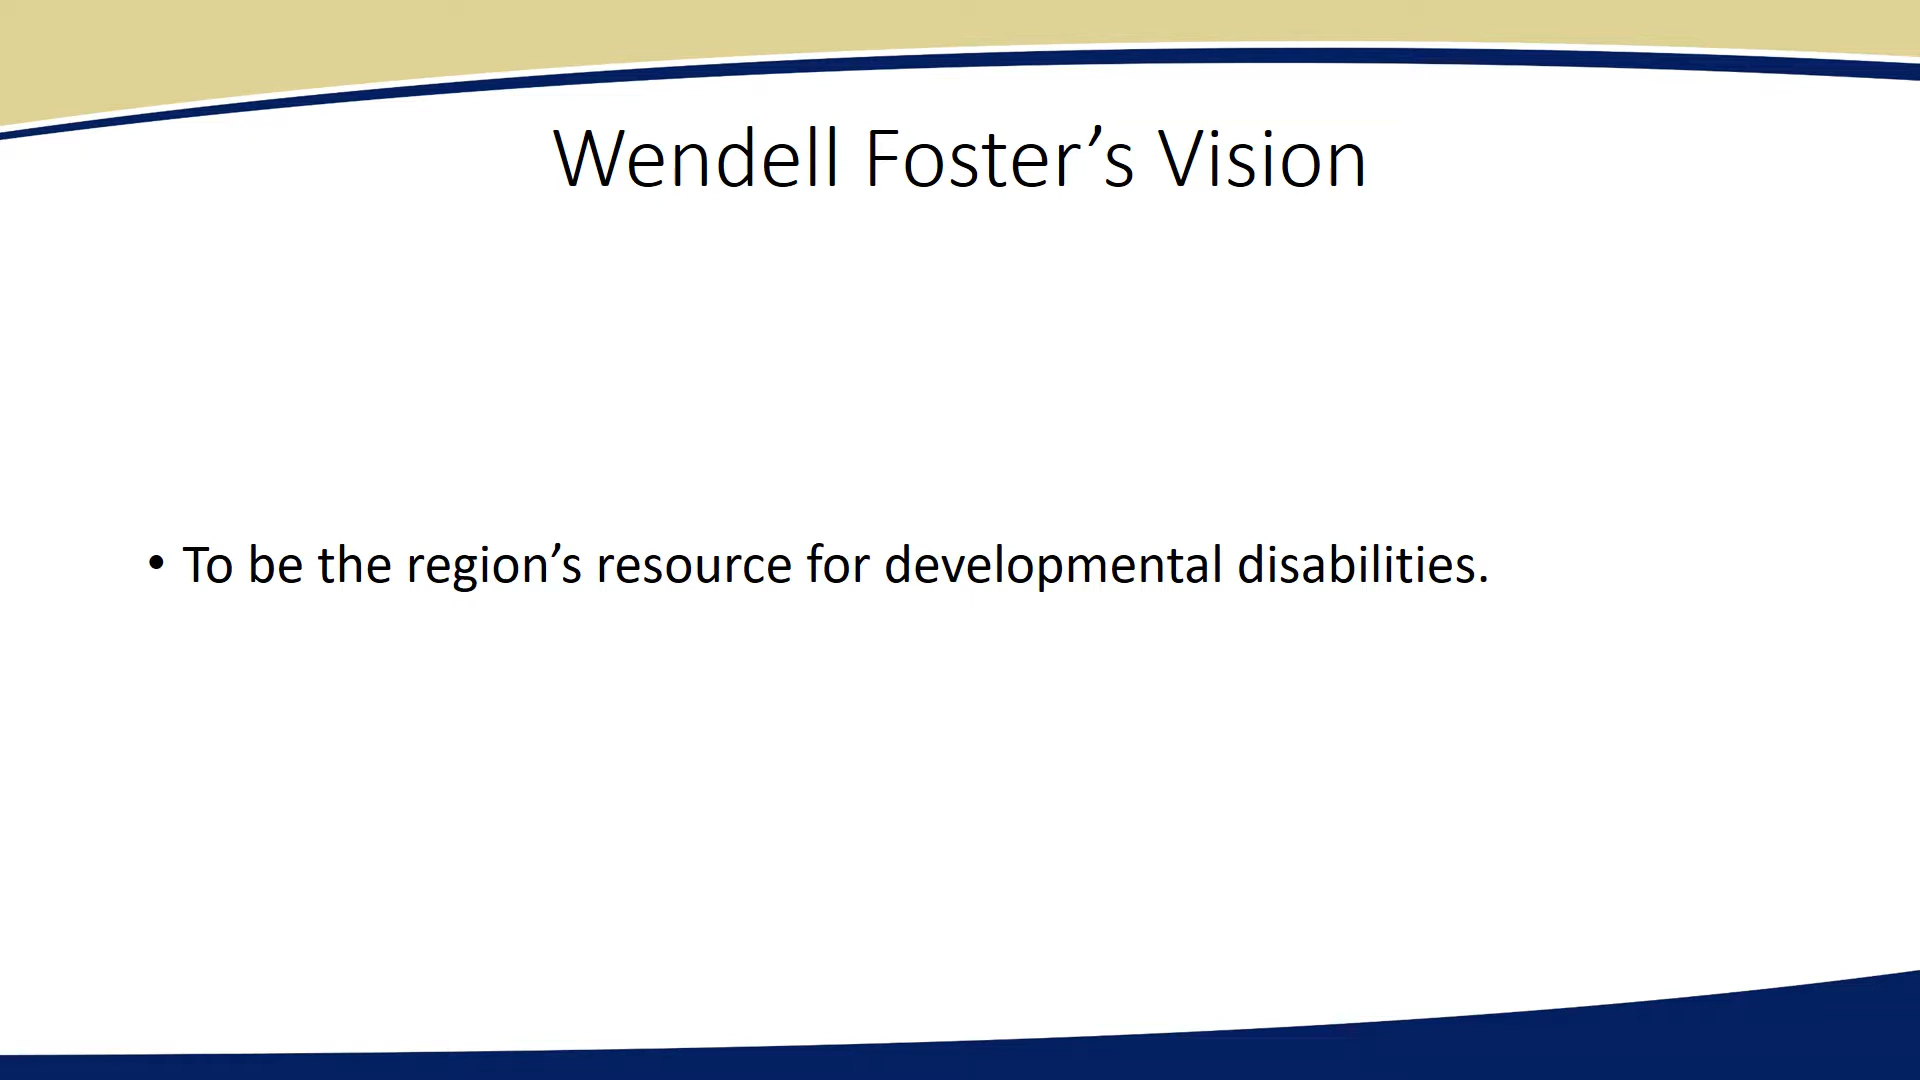 Wendell Foster’s Vision
• To be the region’s resource for developmental disabilities.